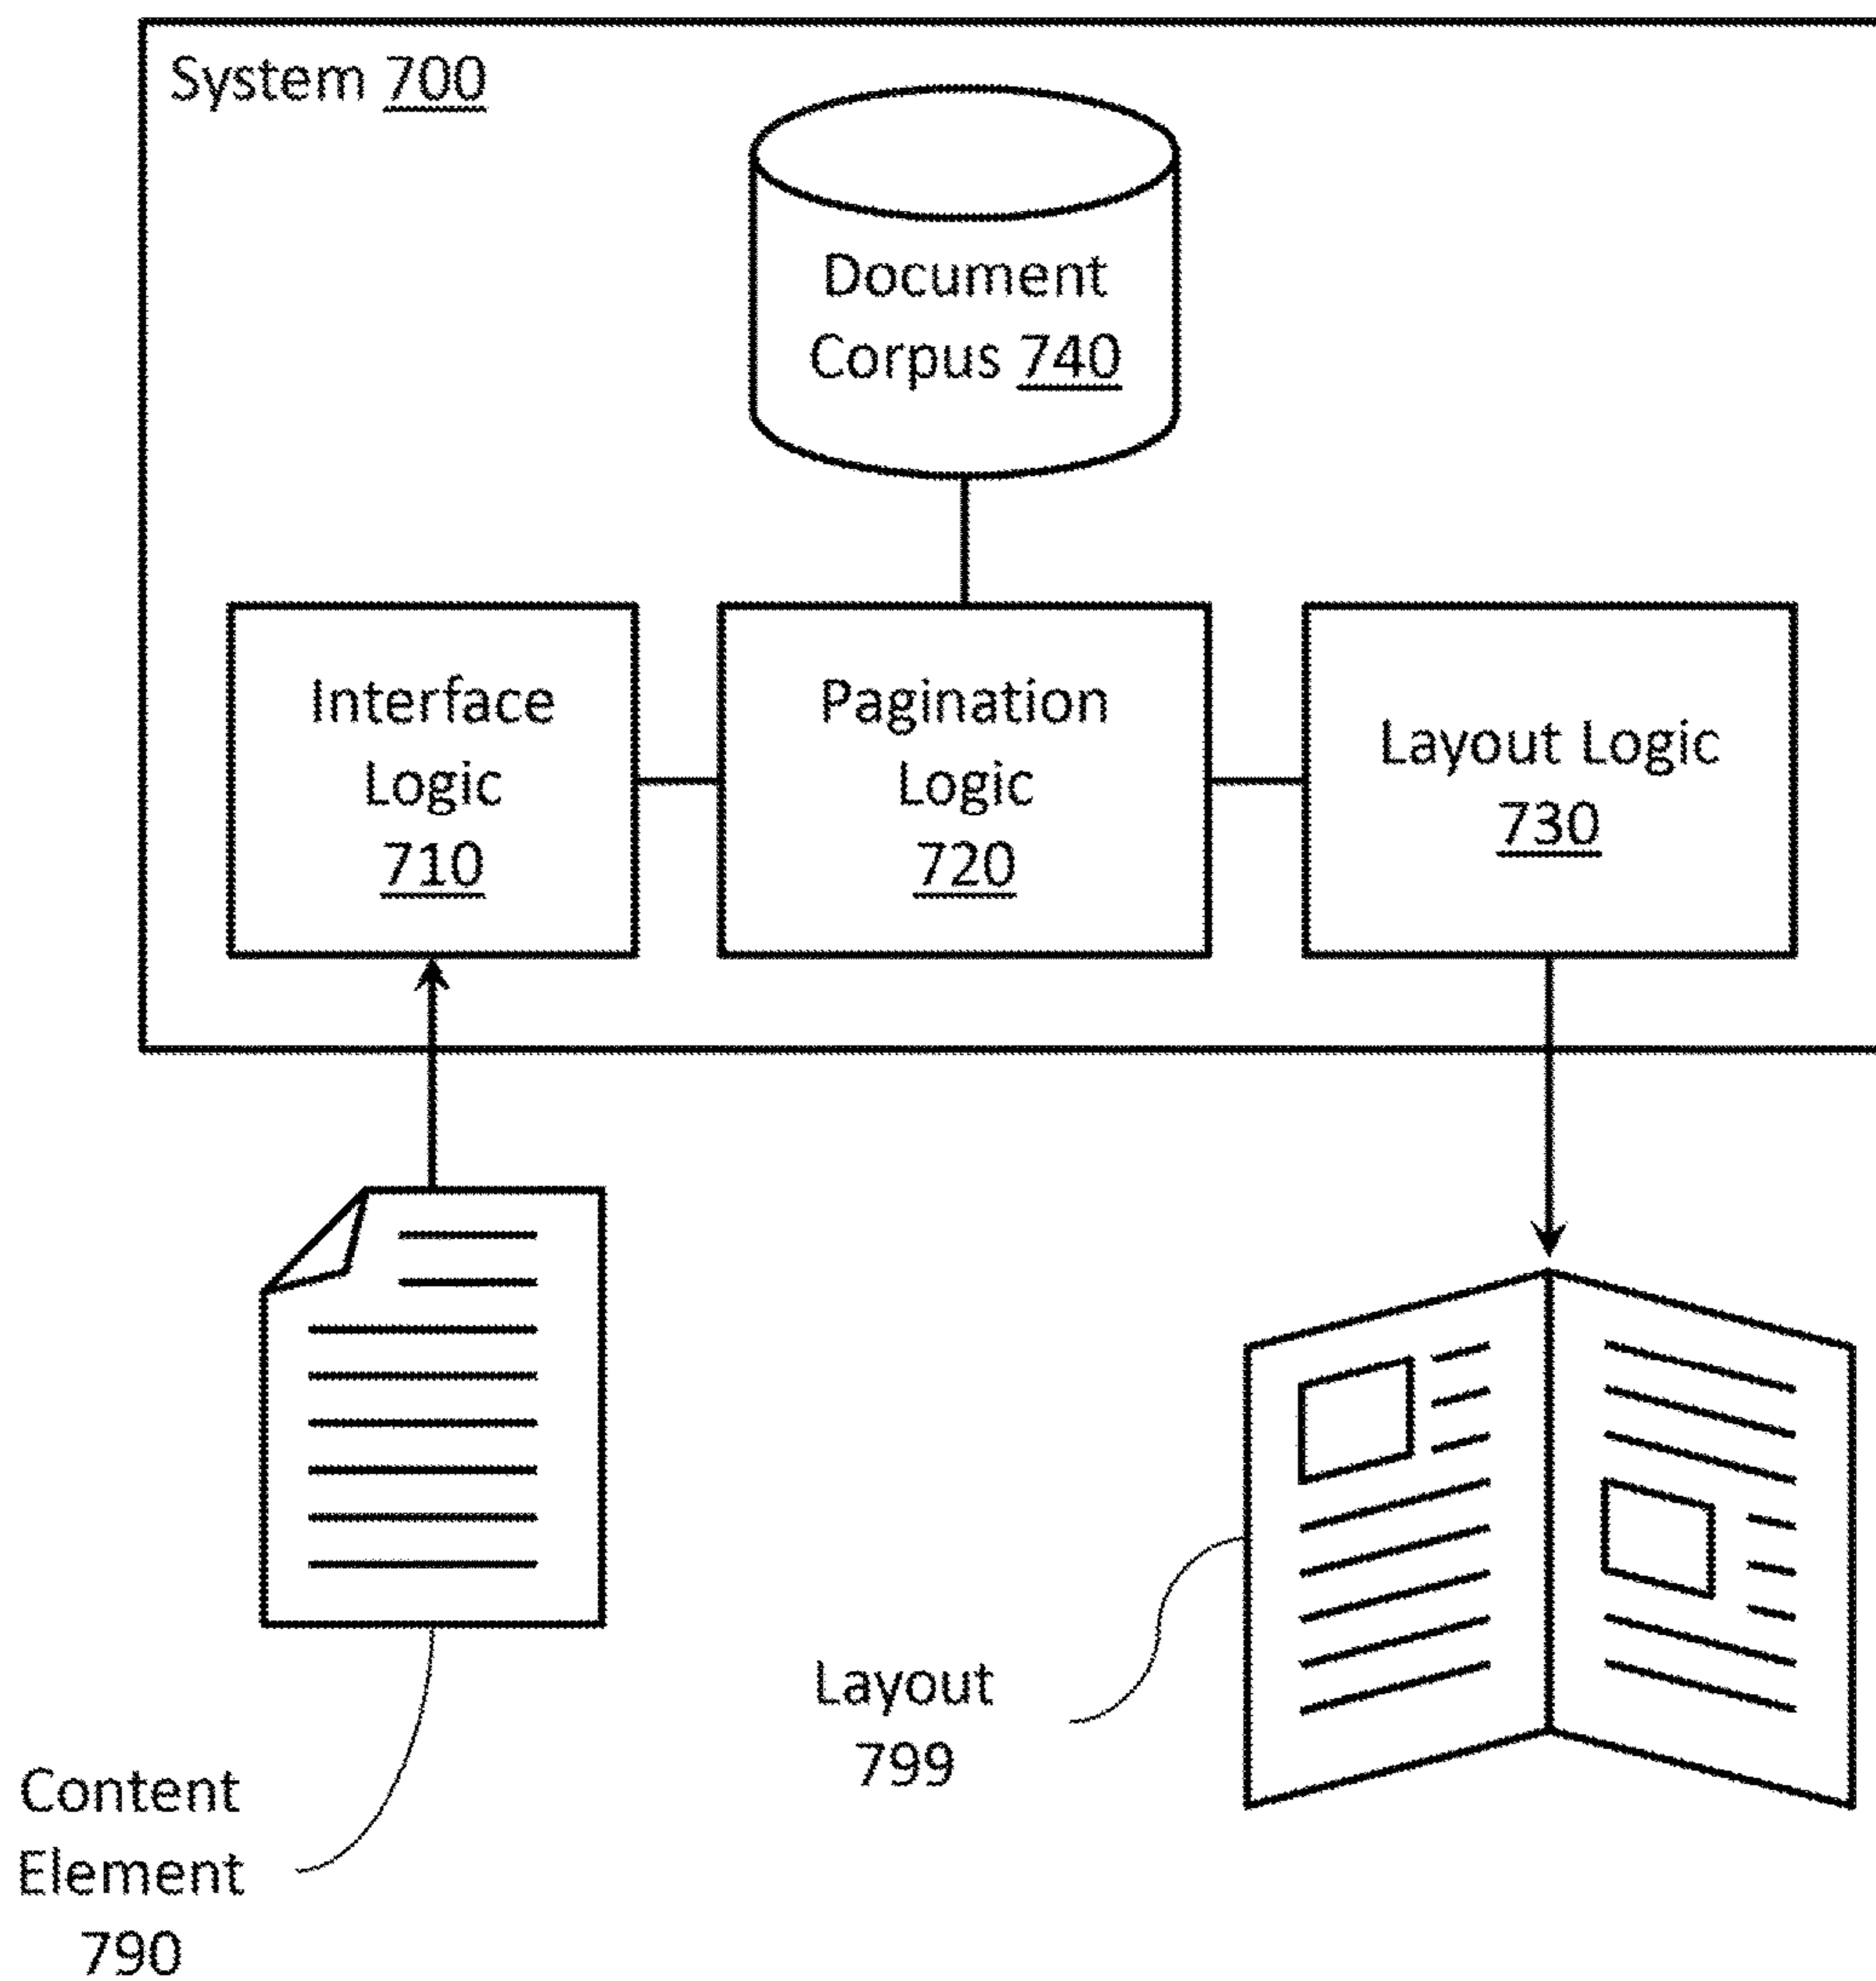 System 700
Document
Corpus 740
Interface
Logic
710
Pagination
Logic
720
Layout Logic
730
Layout
799
Content
Element
790